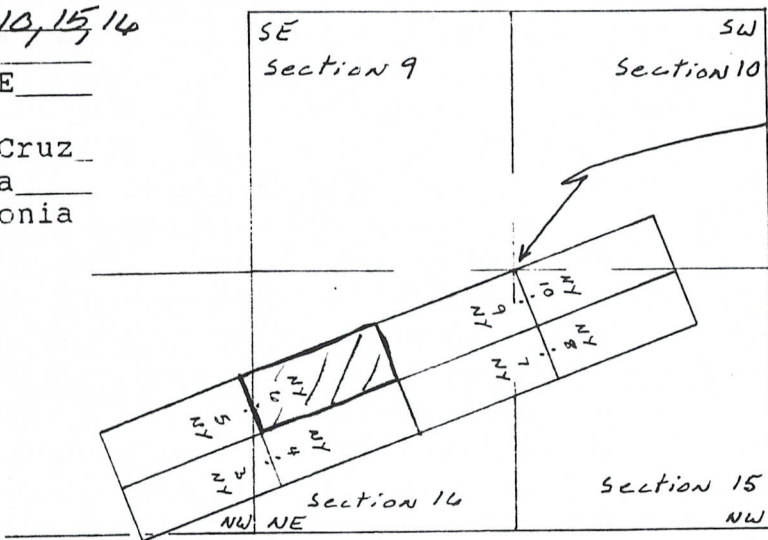 10, 15, 16
E
Cruz
a
onia
SE
Section 9
SW
Section 10
NY 10
NY 9
NY 8
NY 7
NY 6
NY 5
NY 4
NY 3
Section 16
NW NE
Section 15
NW